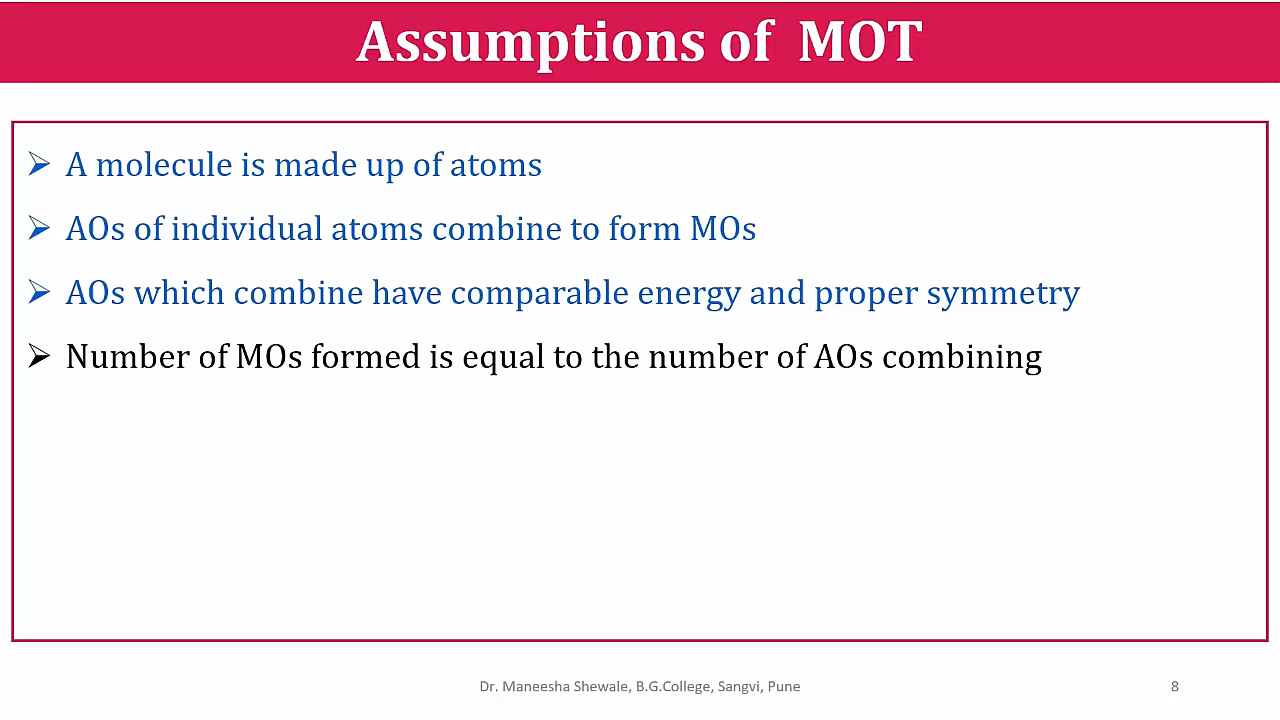 Assumptions of MOT
➢ A molecule is made up of atoms
➢ AOs of individual atoms combine to form MOs
➢ AOs which combine have comparable energy and proper symmetry
➢ Number of MOs formed is equal to the number of AOs combining
Dr. Maneesha Shewale, B.G.College, Sangvi, Pune
8